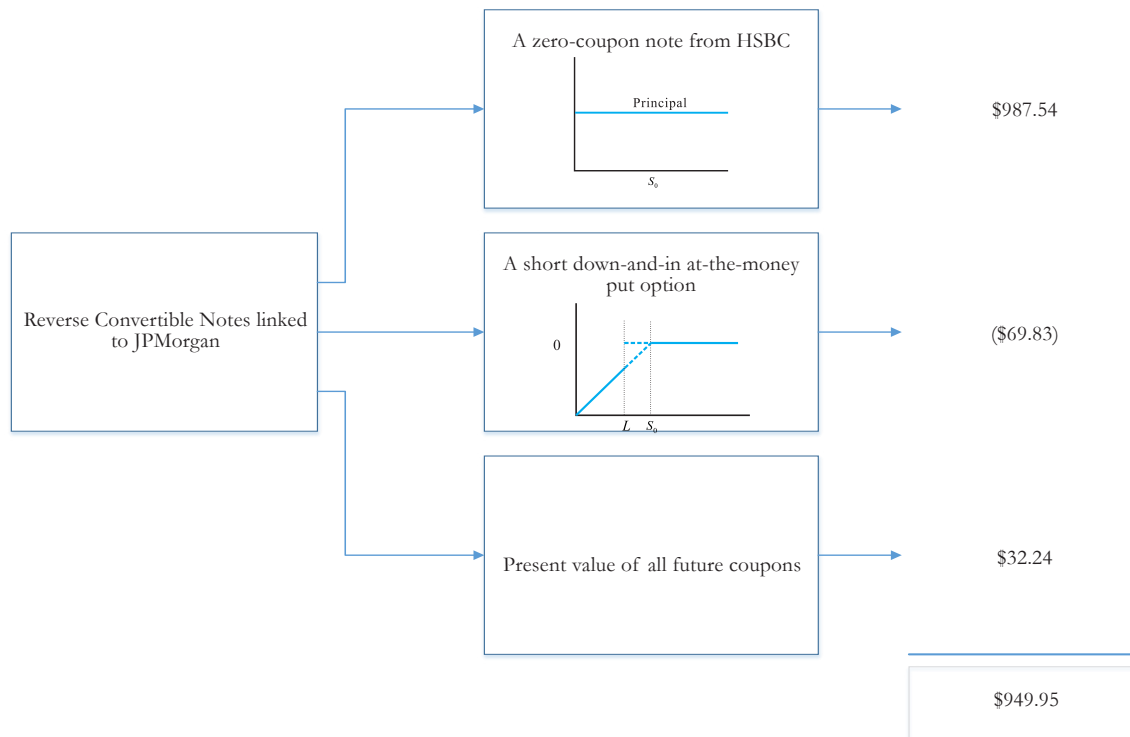 A zero-coupon note from HSBC
Principal
S₀
$987.54
Reverse Convertible Notes linked
to JPMorgan
A short down-and-in at-the-money
put option
0
L S₀
($69.83)
Present value of all future coupons
$32.24
$949.95